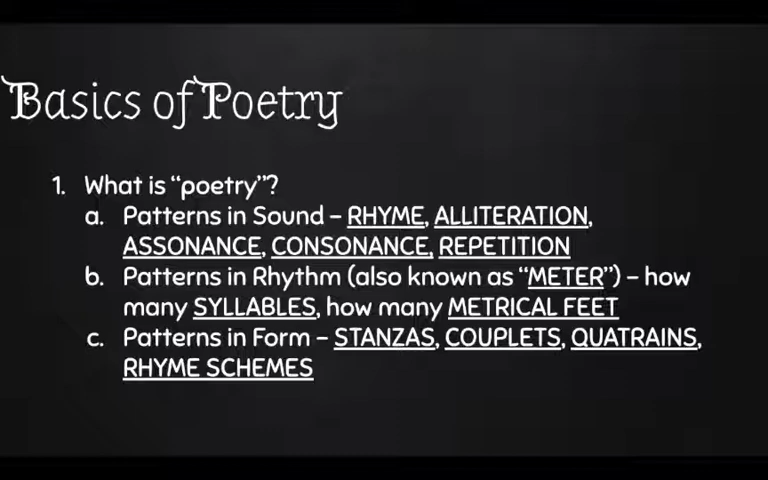 Basics of Poetry
1. What is “poetry”?
a. Patterns in Sound – RHYME, ALLITERATION,
ASSONANCE, CONSONANCE, REPETITION
b. Patterns in Rhythm (also known as “METER”) – how
many SYLLABLES, how many METRICAL FEET
c. Patterns in Form – STANZAS, COUPLETS, QUATRAINS,
RHYME SCHEMES